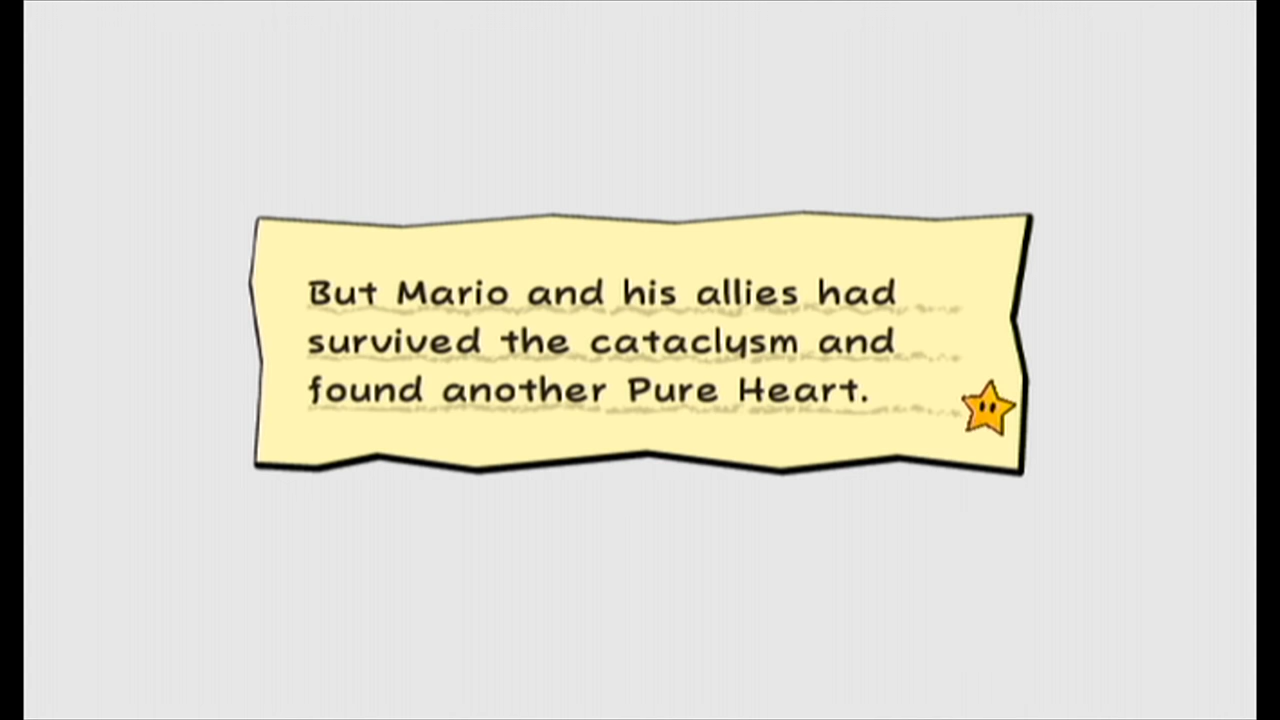 But Mario and his allies had
survived the cataclysm and
found another Pure Heart.